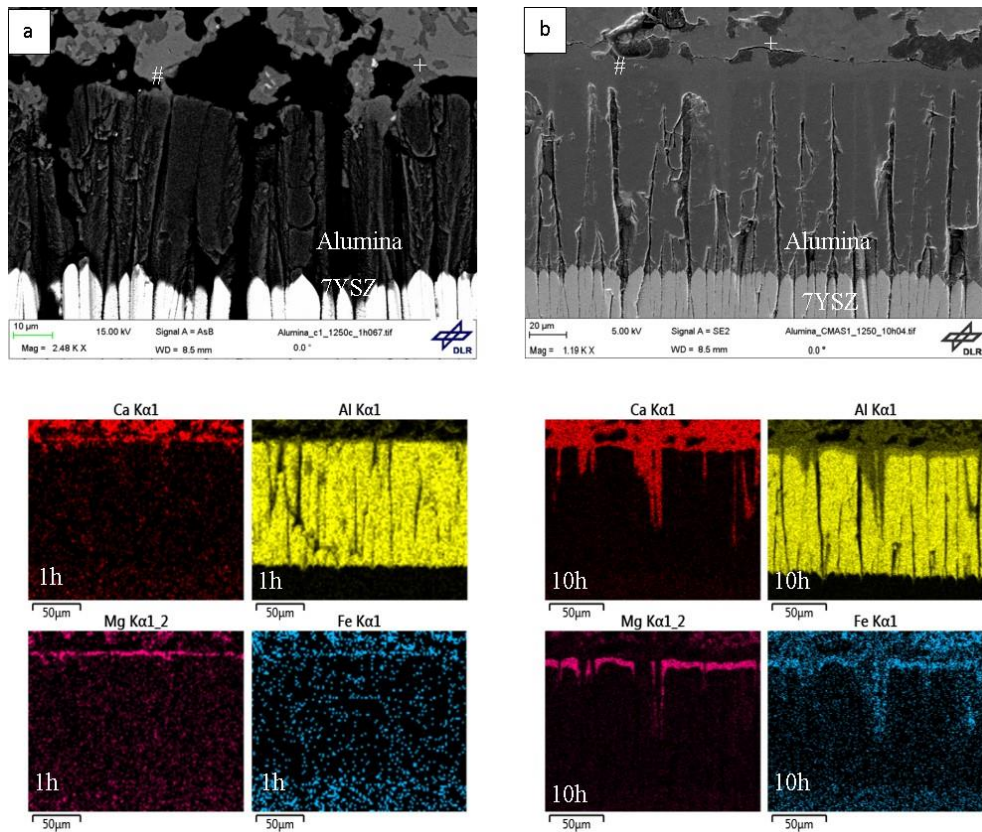 a
#
+
Alumina
7YSZ
10 µm
15.00 kV
Signal A = AsB
Alumina_c1_1250c_1h067.tif
Mag = 2.48 K X
WD = 8.5 mm
0.0 °
DLR
b
+
#
Alumina
7YSZ
20 µm
5.00 kV
Signal A = SE2
Alumina_CMAS1_1250_10h04.tif
Mag = 1.19 K X
WD = 8.5 mm
0.0 °
DLR
Ca Kα1
1h
50µm
Al Kα1
1h
50µm
Ca Kα1
10h
50µm
Al Kα1
10h
50µm
Mg Kα1_2
1h
50µm
Fe Kα1
1h
50µm
Mg Kα1_2
10h
50µm
Fe Kα1
10h
50µm